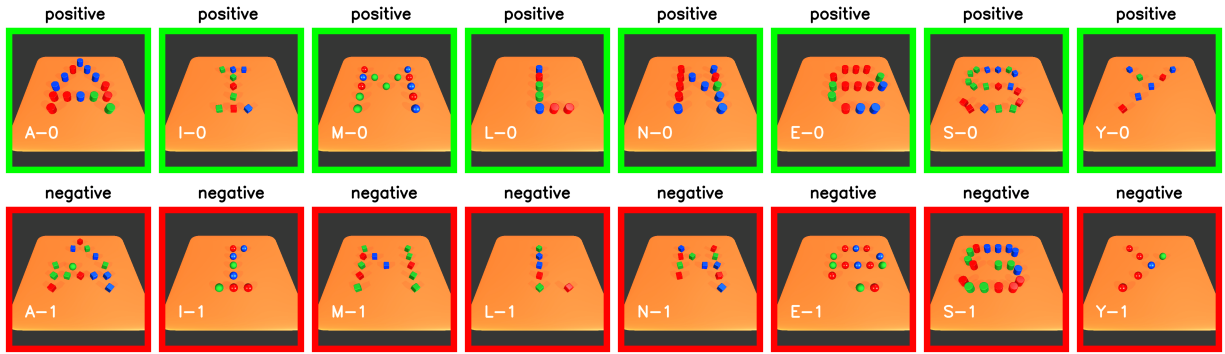 positive positive positive positive positive positive positive positive
A-0 I-0 M-0 L-0 N-0 E-0 S-0 Y-0
negative negative negative negative negative negative negative negative
A-1 I-1 M-1 L-1 N-1 E-1 S-1 Y-1